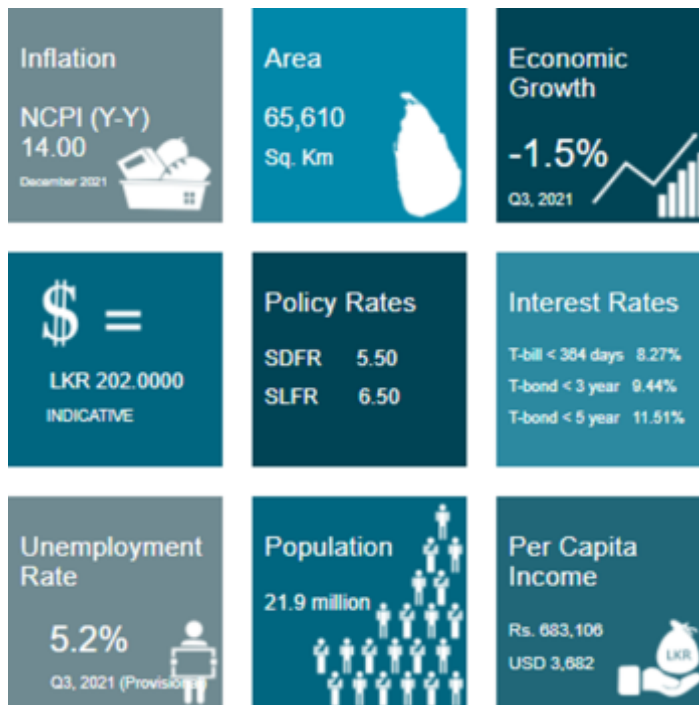 Inflation
NCPI (Y-Y)
14.00
December 2021
Area
65,610
Sq. Km
Economic
Growth
-1.5%
Q3, 2021
$ =
LKR 202.0000
INDICATIVE
Policy Rates
SDFR 5.50
SLFR 6.50
Interest Rates
T-bill < 364 days 8.27%
T-bond < 3 year 9.44%
T-bond < 5 year 11.51%
Unemployment
Rate
5.2%
Q3, 2021 (Provisional)
Population
21.9 million
Per Capita
Income
Rs. 683,106
USD 3,682
LKR